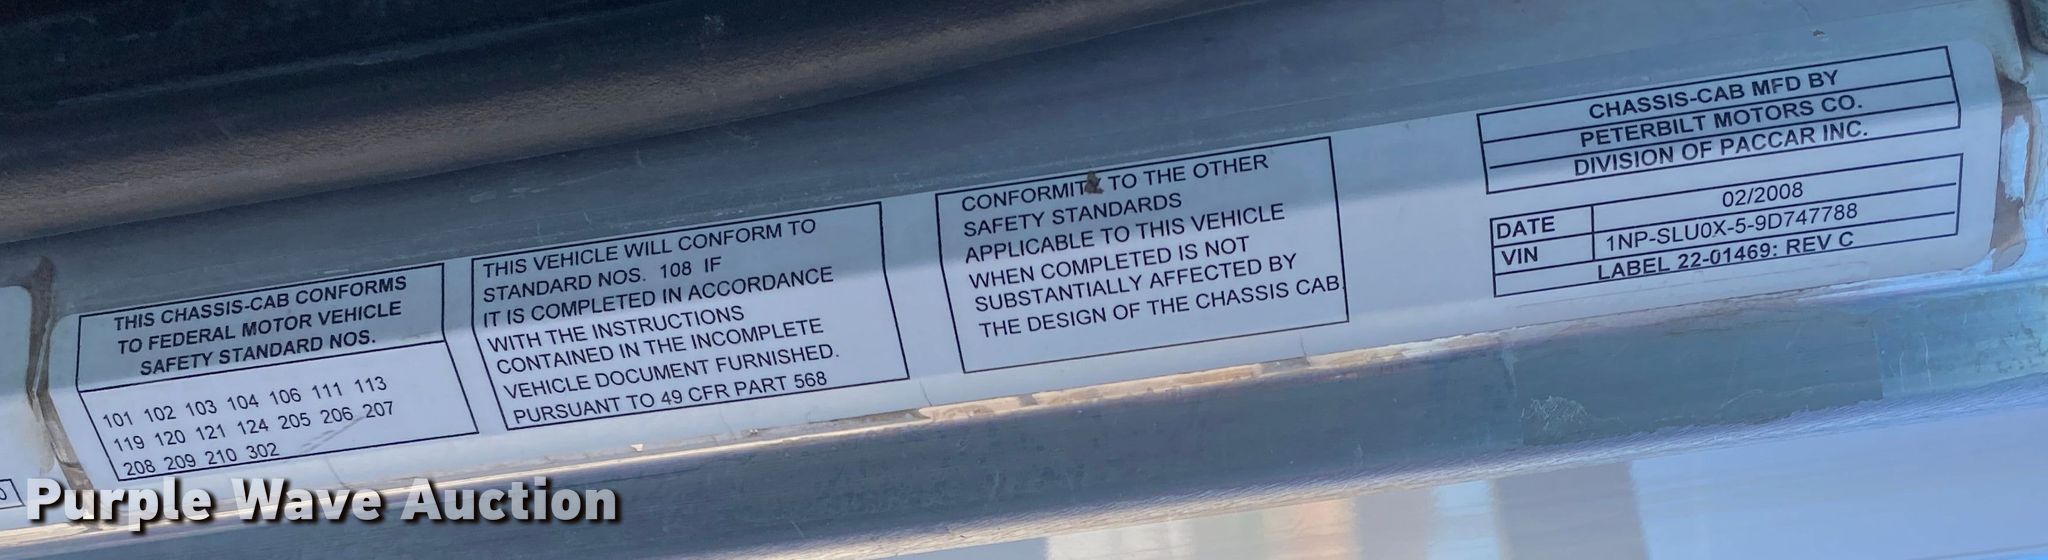 THIS CHASSIS-CAB CONFORMS
TO FEDERAL MOTOR VEHICLE
SAFETY STANDARD NOS.
101 102 103 104 106 111 113
119 120 121 124 205 206 207
208 209 210 302
THIS VEHICLE WILL CONFORM TO
STANDARD NOS. 108 IF
IT IS COMPLETED IN ACCORDANCE
WITH THE INSTRUCTIONS
CONTAINED IN THE INCOMPLETE
VEHICLE DOCUMENT FURNISHED.
PURSUANT TO 49 CFR PART 568
CONFORMITY TO THE OTHER
SAFETY STANDARDS
APPLICABLE TO THIS VEHICLE
WHEN COMPLETED IS NOT
SUBSTANTIALLY AFFECTED BY
THE DESIGN OF THE CHASSIS CAB.
CHASSIS-CAB MFD BY
PETERBILT MOTORS CO.
DIVISION OF PACCAR INC.
DATE 02/2008
VIN 1NP-SLU0X-5-9D747788
LABEL 22-01469: REV C
Purple Wave Auction